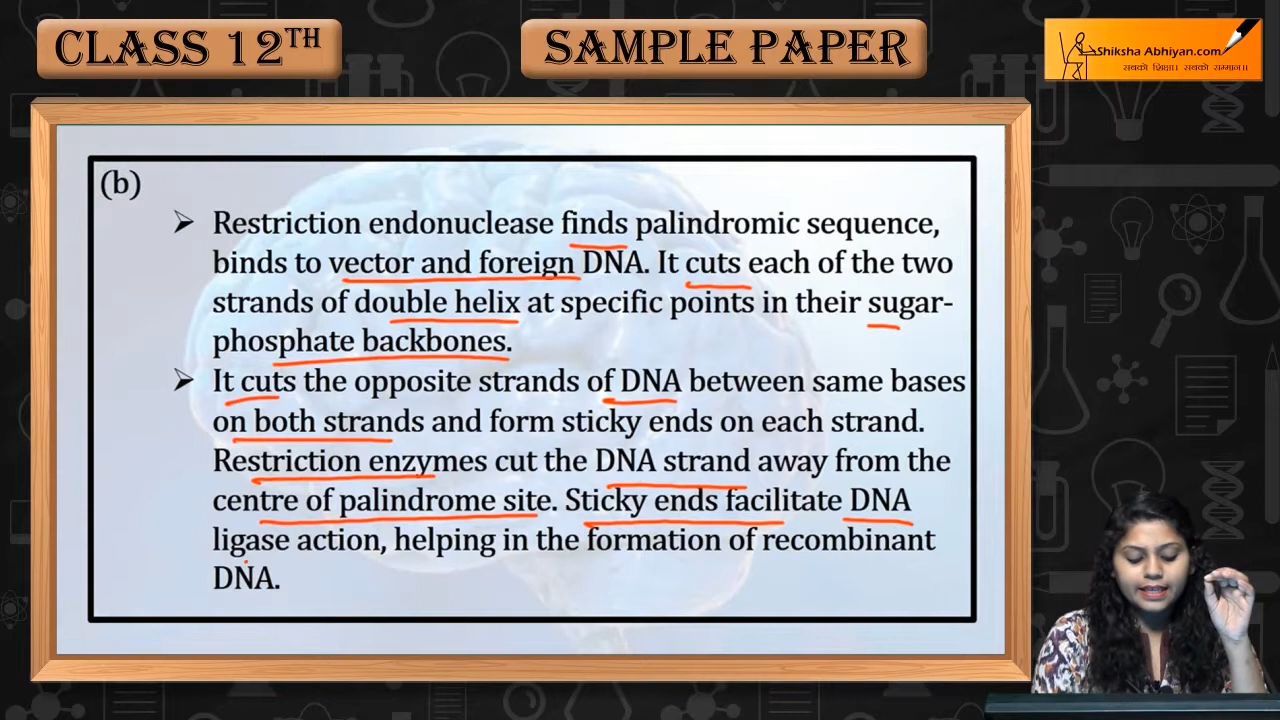 CLASS 12TH
SAMPLE PAPER
Shiksha Abhiyan.com
सबको शिक्षा। सबको सम्मान॥
(b)
➢ Restriction endonuclease finds palindromic sequence,
binds to vector and foreign DNA. It cuts each of the two
strands of double helix at specific points in their sugar-
phosphate backbones.
➢ It cuts the opposite strands of DNA between same bases
on both strands and form sticky ends on each strand.
Restriction enzymes cut the DNA strand away from the
centre of palindrome site. Sticky ends facilitate DNA
ligase action, helping in the formation of recombinant
DNA.